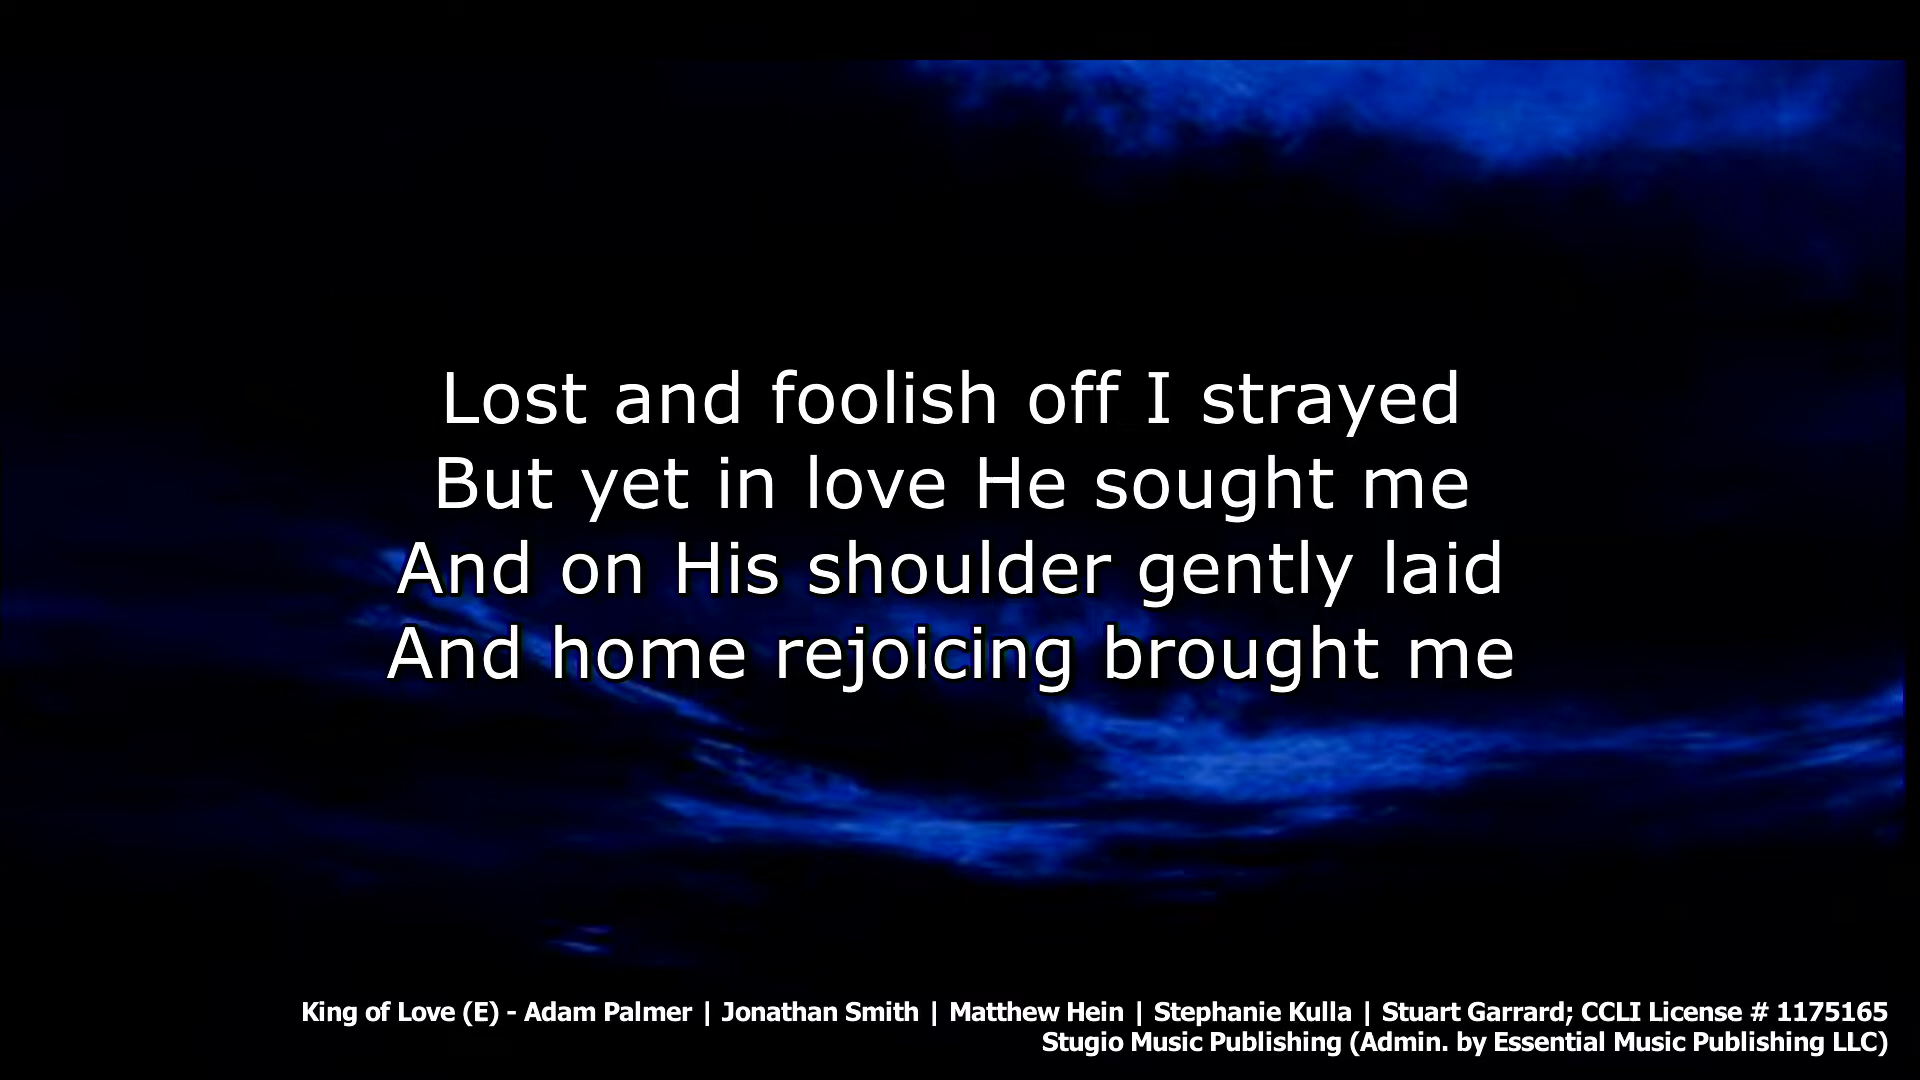 Lost and foolish off I strayed
But yet in love He sought me
And on His shoulder gently laid
And home rejoicing brought me
King of Love (E) - Adam Palmer | Jonathan Smith | Matthew Hein | Stephanie Kulla | Stuart Garrard; CCLI License # 1175165
Stugio Music Publishing (Admin. by Essential Music Publishing LLC)